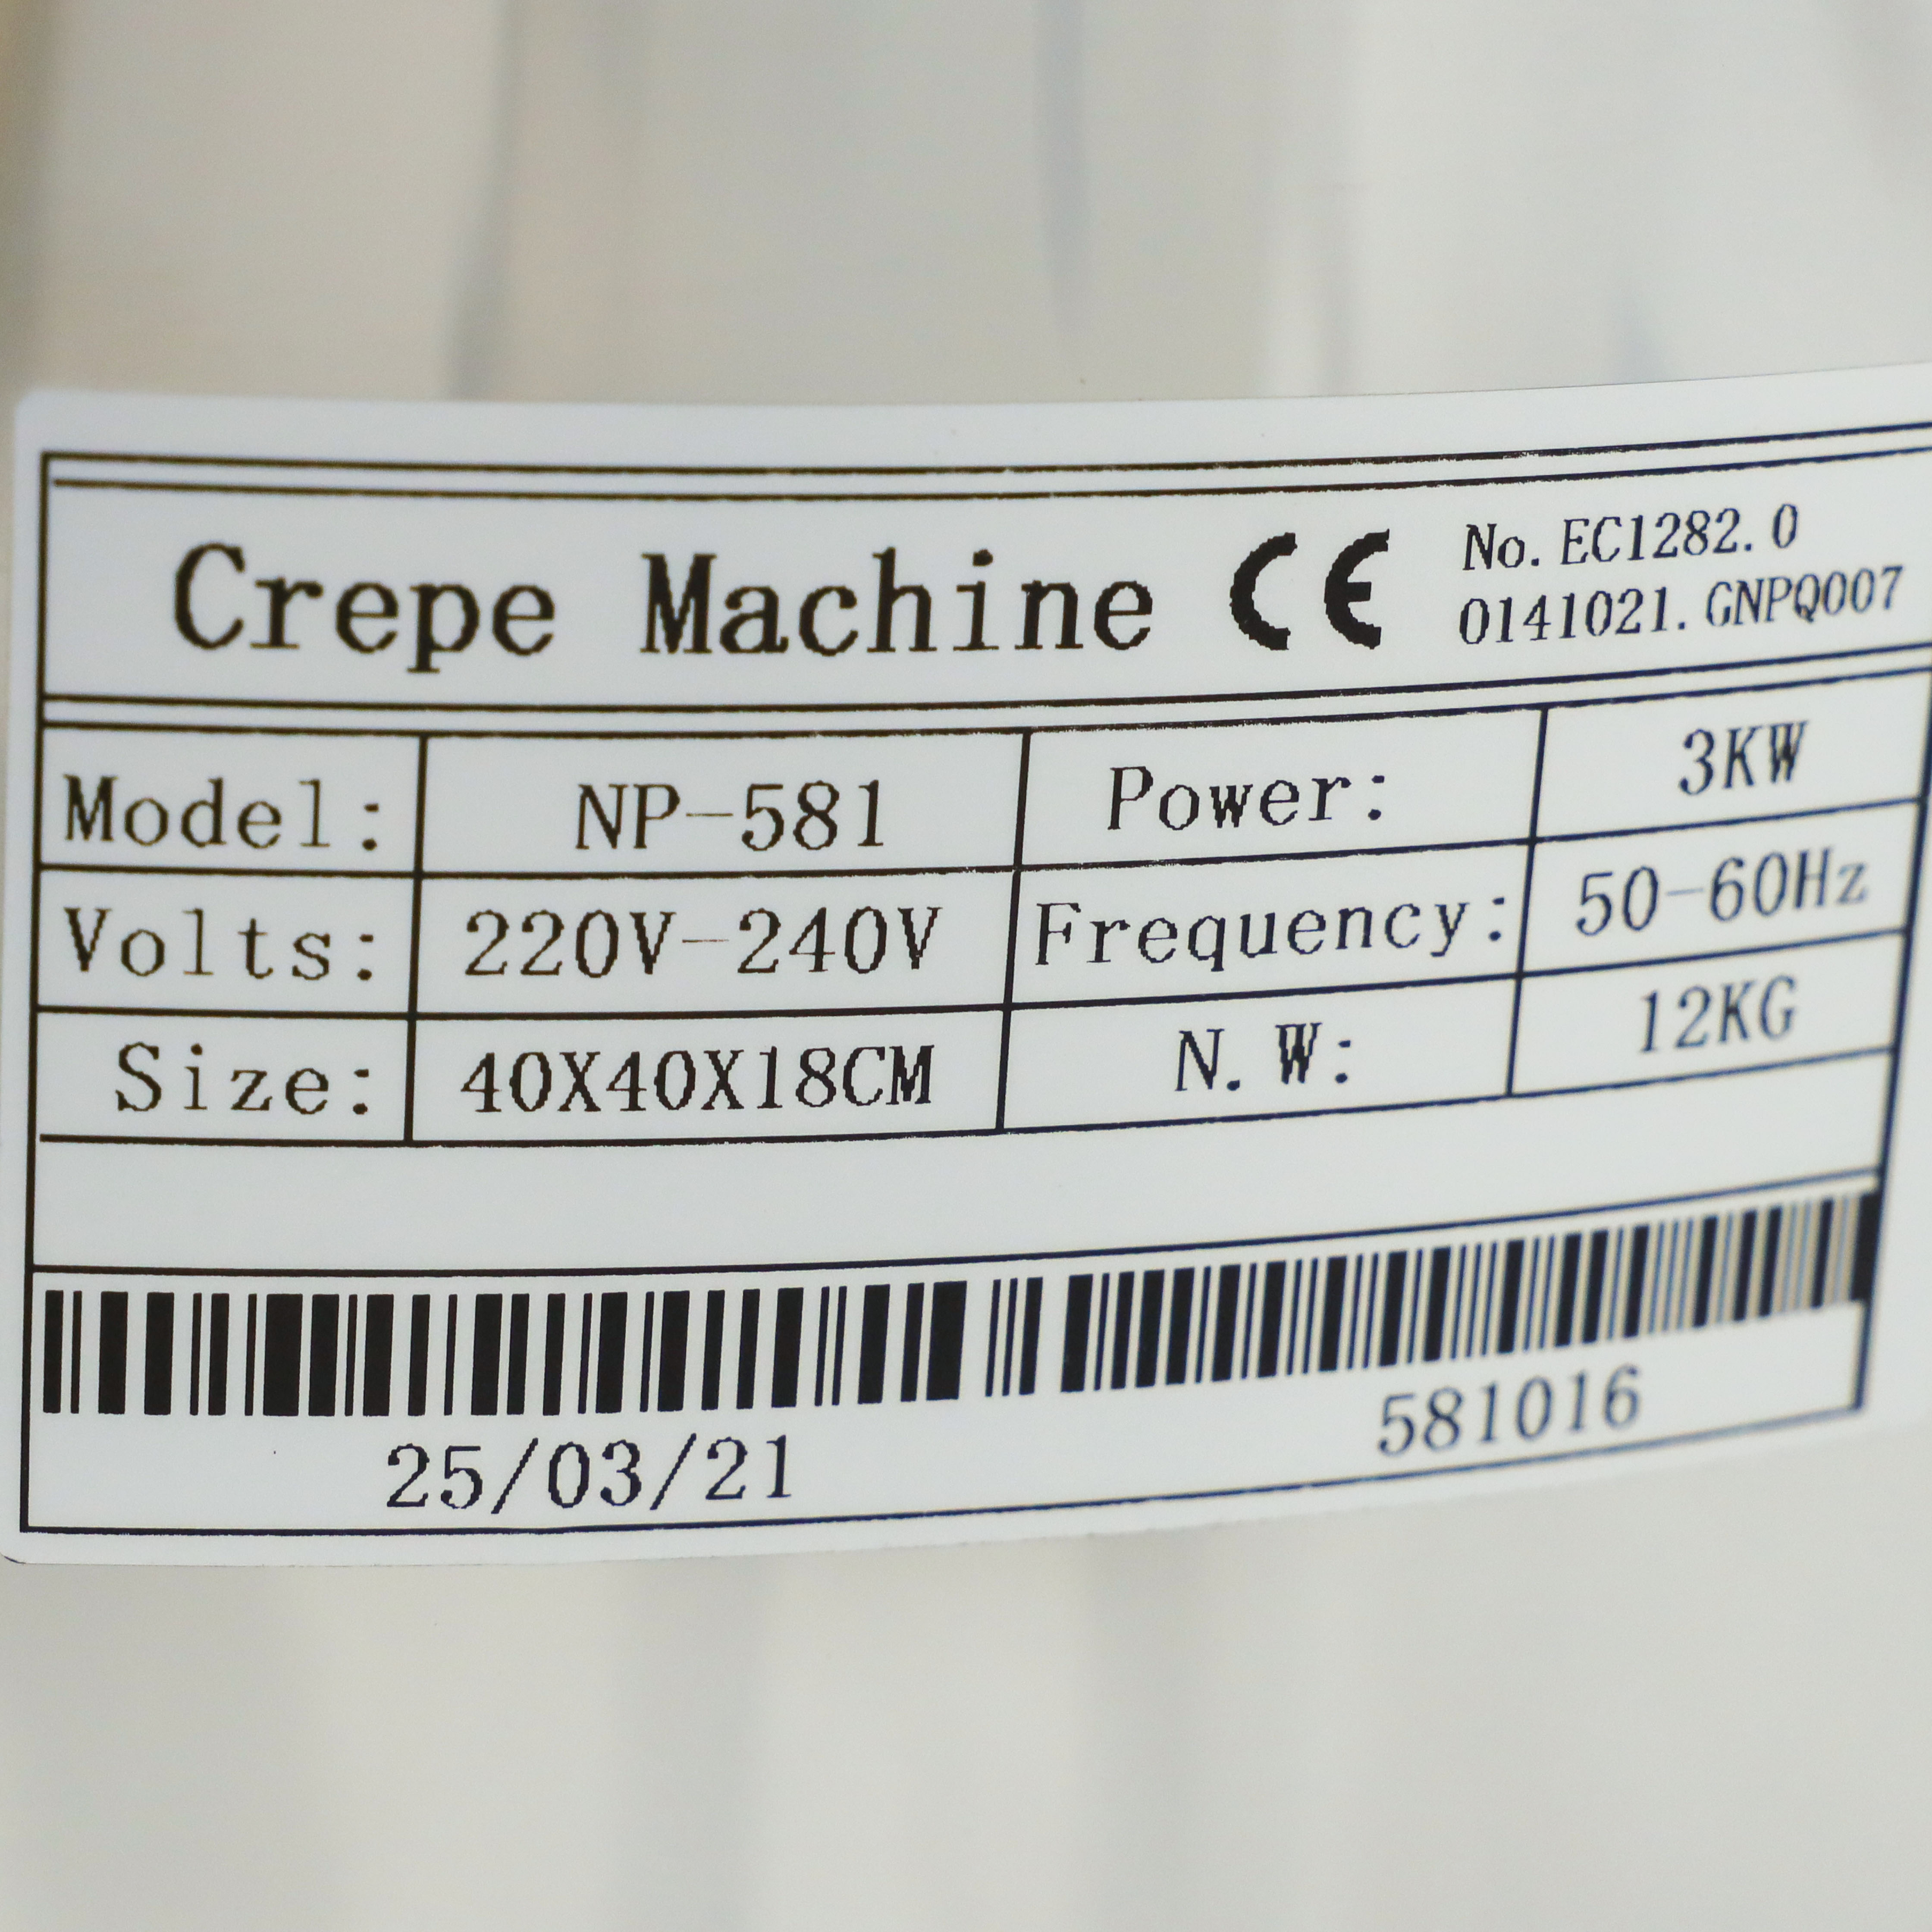 Crepe Machine CE No.EC1282.0
0141021.GNPQ007
Model: NP-581 Power: 3KW
Volts: 220V-240V Frequency: 50-60Hz
Size: 40X40X18CM N.W: 12KG
25/03/21 581016